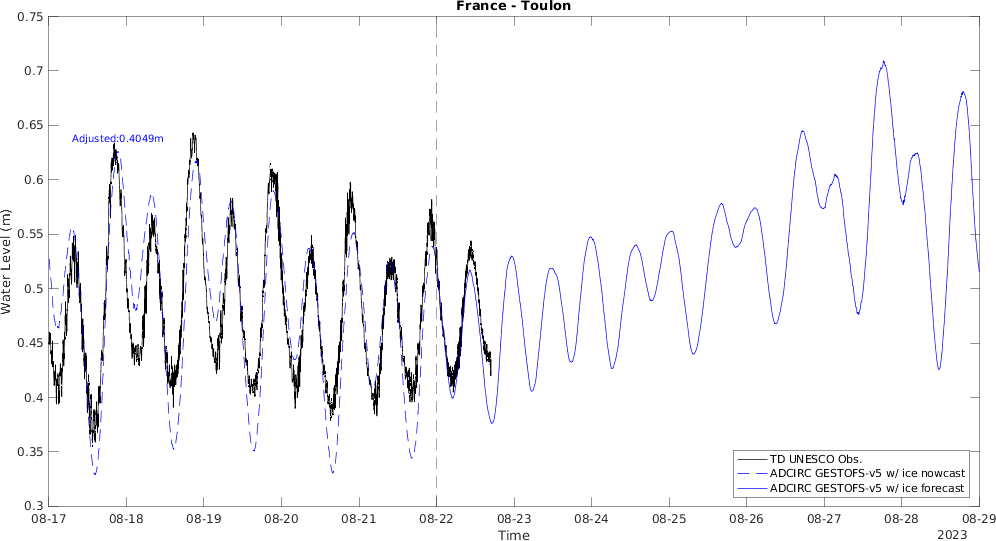 France - Toulon
0.75
0.7
0.65
0.6
0.55
0.5
0.45
0.4
0.35
0.3
Water Level (m)
Adjusted:0.4049m
TD UNESCO Obs.
ADCIRC GESTOFS-v5 w/ ice nowcast
ADCIRC GESTOFS-v5 w/ ice forecast
08-17 08-18 08-19 08-20 08-21 08-22 08-23 08-24 08-25 08-26 08-27 08-28 08-29
Time
2023